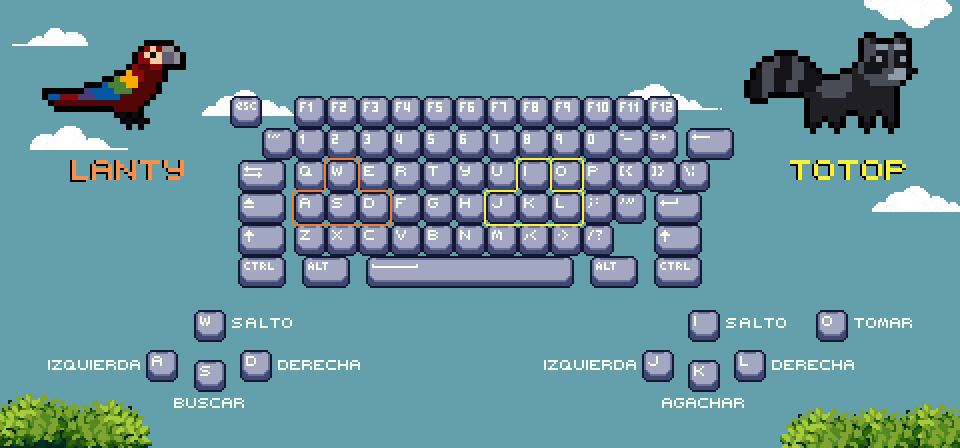 ESC F1 F2 F3 F4 F5 F6 F7 F8 F9 F10 F11 F12
1 2 3 4 5 6 7 8 9 0 -- =+
LANTY
Q W E R T Y U I O P [{ ]} \¦
TOTOP
A S D F G H J K L ;: '"
Z X C V B N M ,< .> /?
CTRL ALT ALT CTRL
W SALTO
I SALTO
O TOMAR
IZQUIERDA A S D DERECHA
IZQUIERDA J K L DERECHA
BUSCAR
AGACHAR